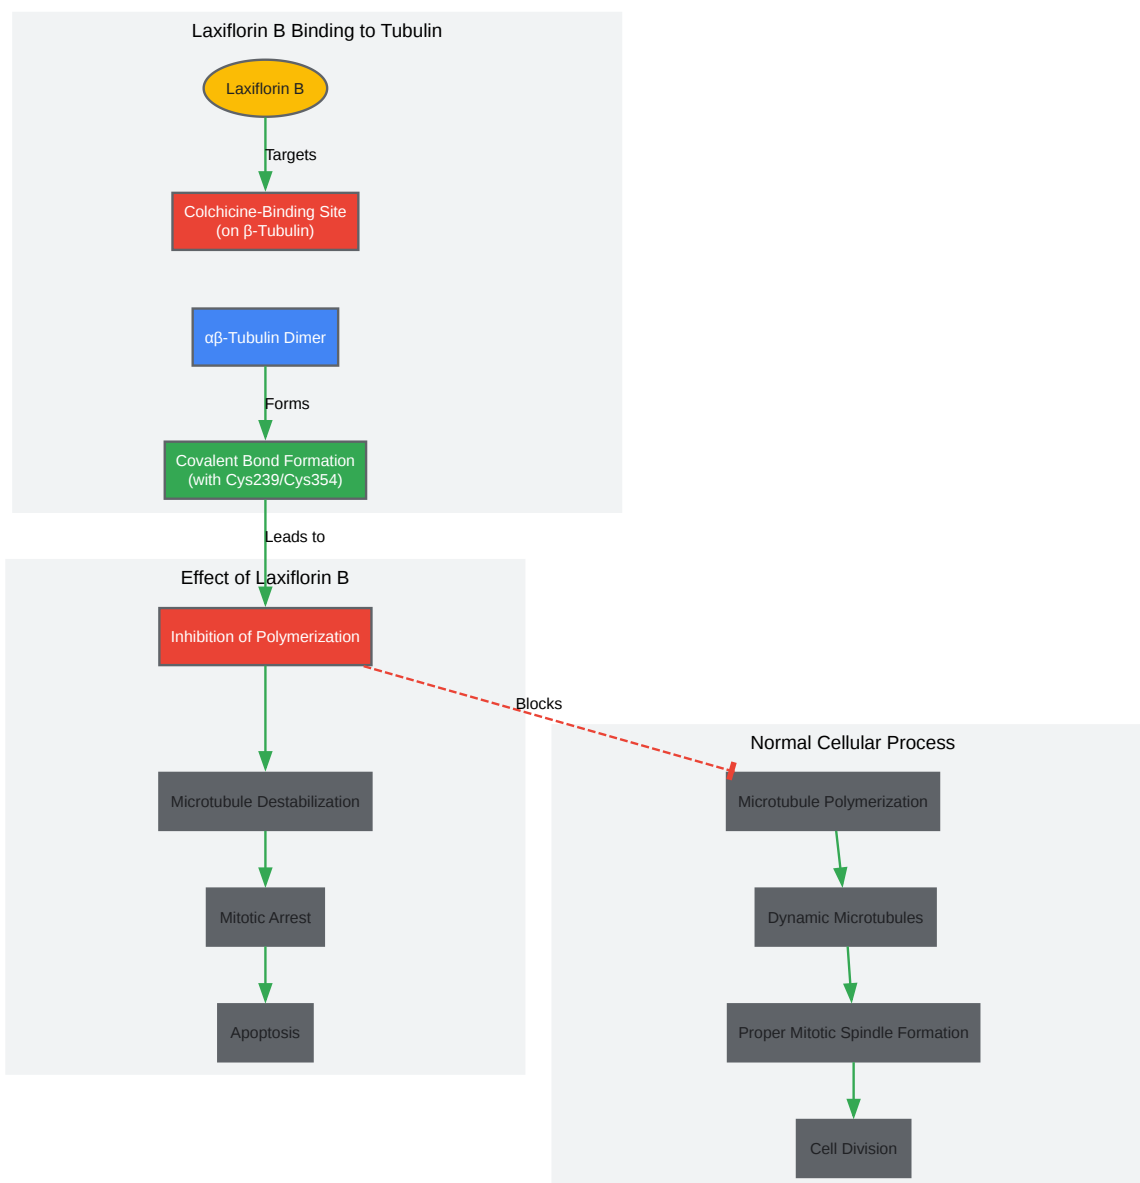 Laxiflorin B Binding to Tubulin
Laxiflorin B
Targets
Colchicine-Binding Site
(on β-Tubulin)
αβ-Tubulin Dimer
Forms
Covalent Bond Formation
(with Cys239/Cys354)
Leads to
Effect of Laxiflorin B
Inhibition of Polymerization
Blocks
Microtubule Destabilization
Mitotic Arrest
Apoptosis
Normal Cellular Process
Microtubule Polymerization
Dynamic Microtubules
Proper Mitotic Spindle Formation
Cell Division